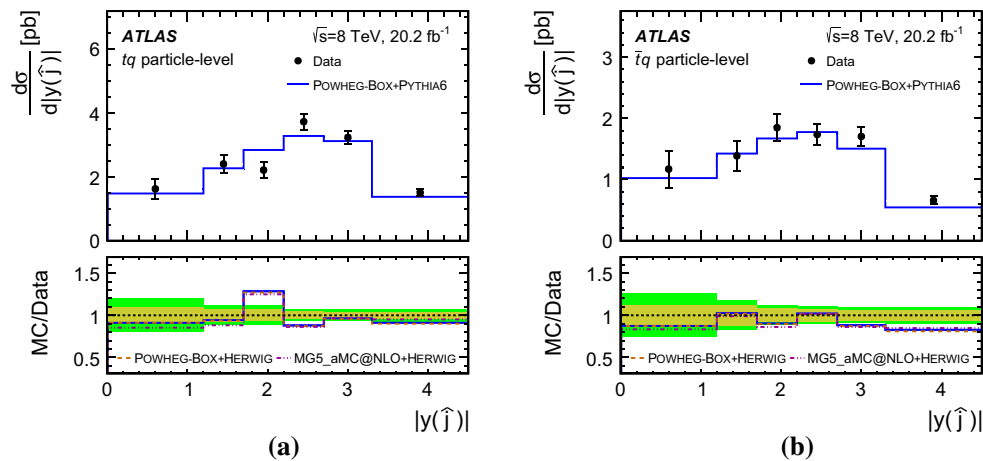 dσ/d|y(ĵ)| [pb]
6
4
2
0
ATLAS
√s=8 TeV, 20.2 fb⁻¹
tq particle-level
Data
POWHEG-BOX+PYTHIA6
MC/Data
1.5
1
0.5
POWHEG-BOX+HERWIG
MG5_aMC@NLO+HERWIG
0 1 2 3 4
|y(ĵ)|
(a)
dσ/d|y(ĵ)| [pb]
3
2
1
0
ATLAS
√s=8 TeV, 20.2 fb⁻¹
t̄q particle-level
Data
POWHEG-BOX+PYTHIA6
MC/Data
1.5
1
0.5
POWHEG-BOX+HERWIG
MG5_aMC@NLO+HERWIG
0 1 2 3 4
|y(ĵ)|
(b)